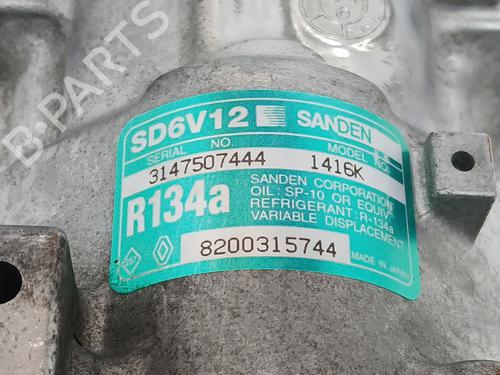 B-PARTS
SD6V12 SANDEN
SERIAL NO. MODEL NO.
3147507444 1416K
R134a
SANDEN CORPORATION
OIL: SP-10 OR EQUIV.
REFRIGERANT: R-134a
VARIABLE DISPLACEMENT
8200315744
MADE IN JAPAN